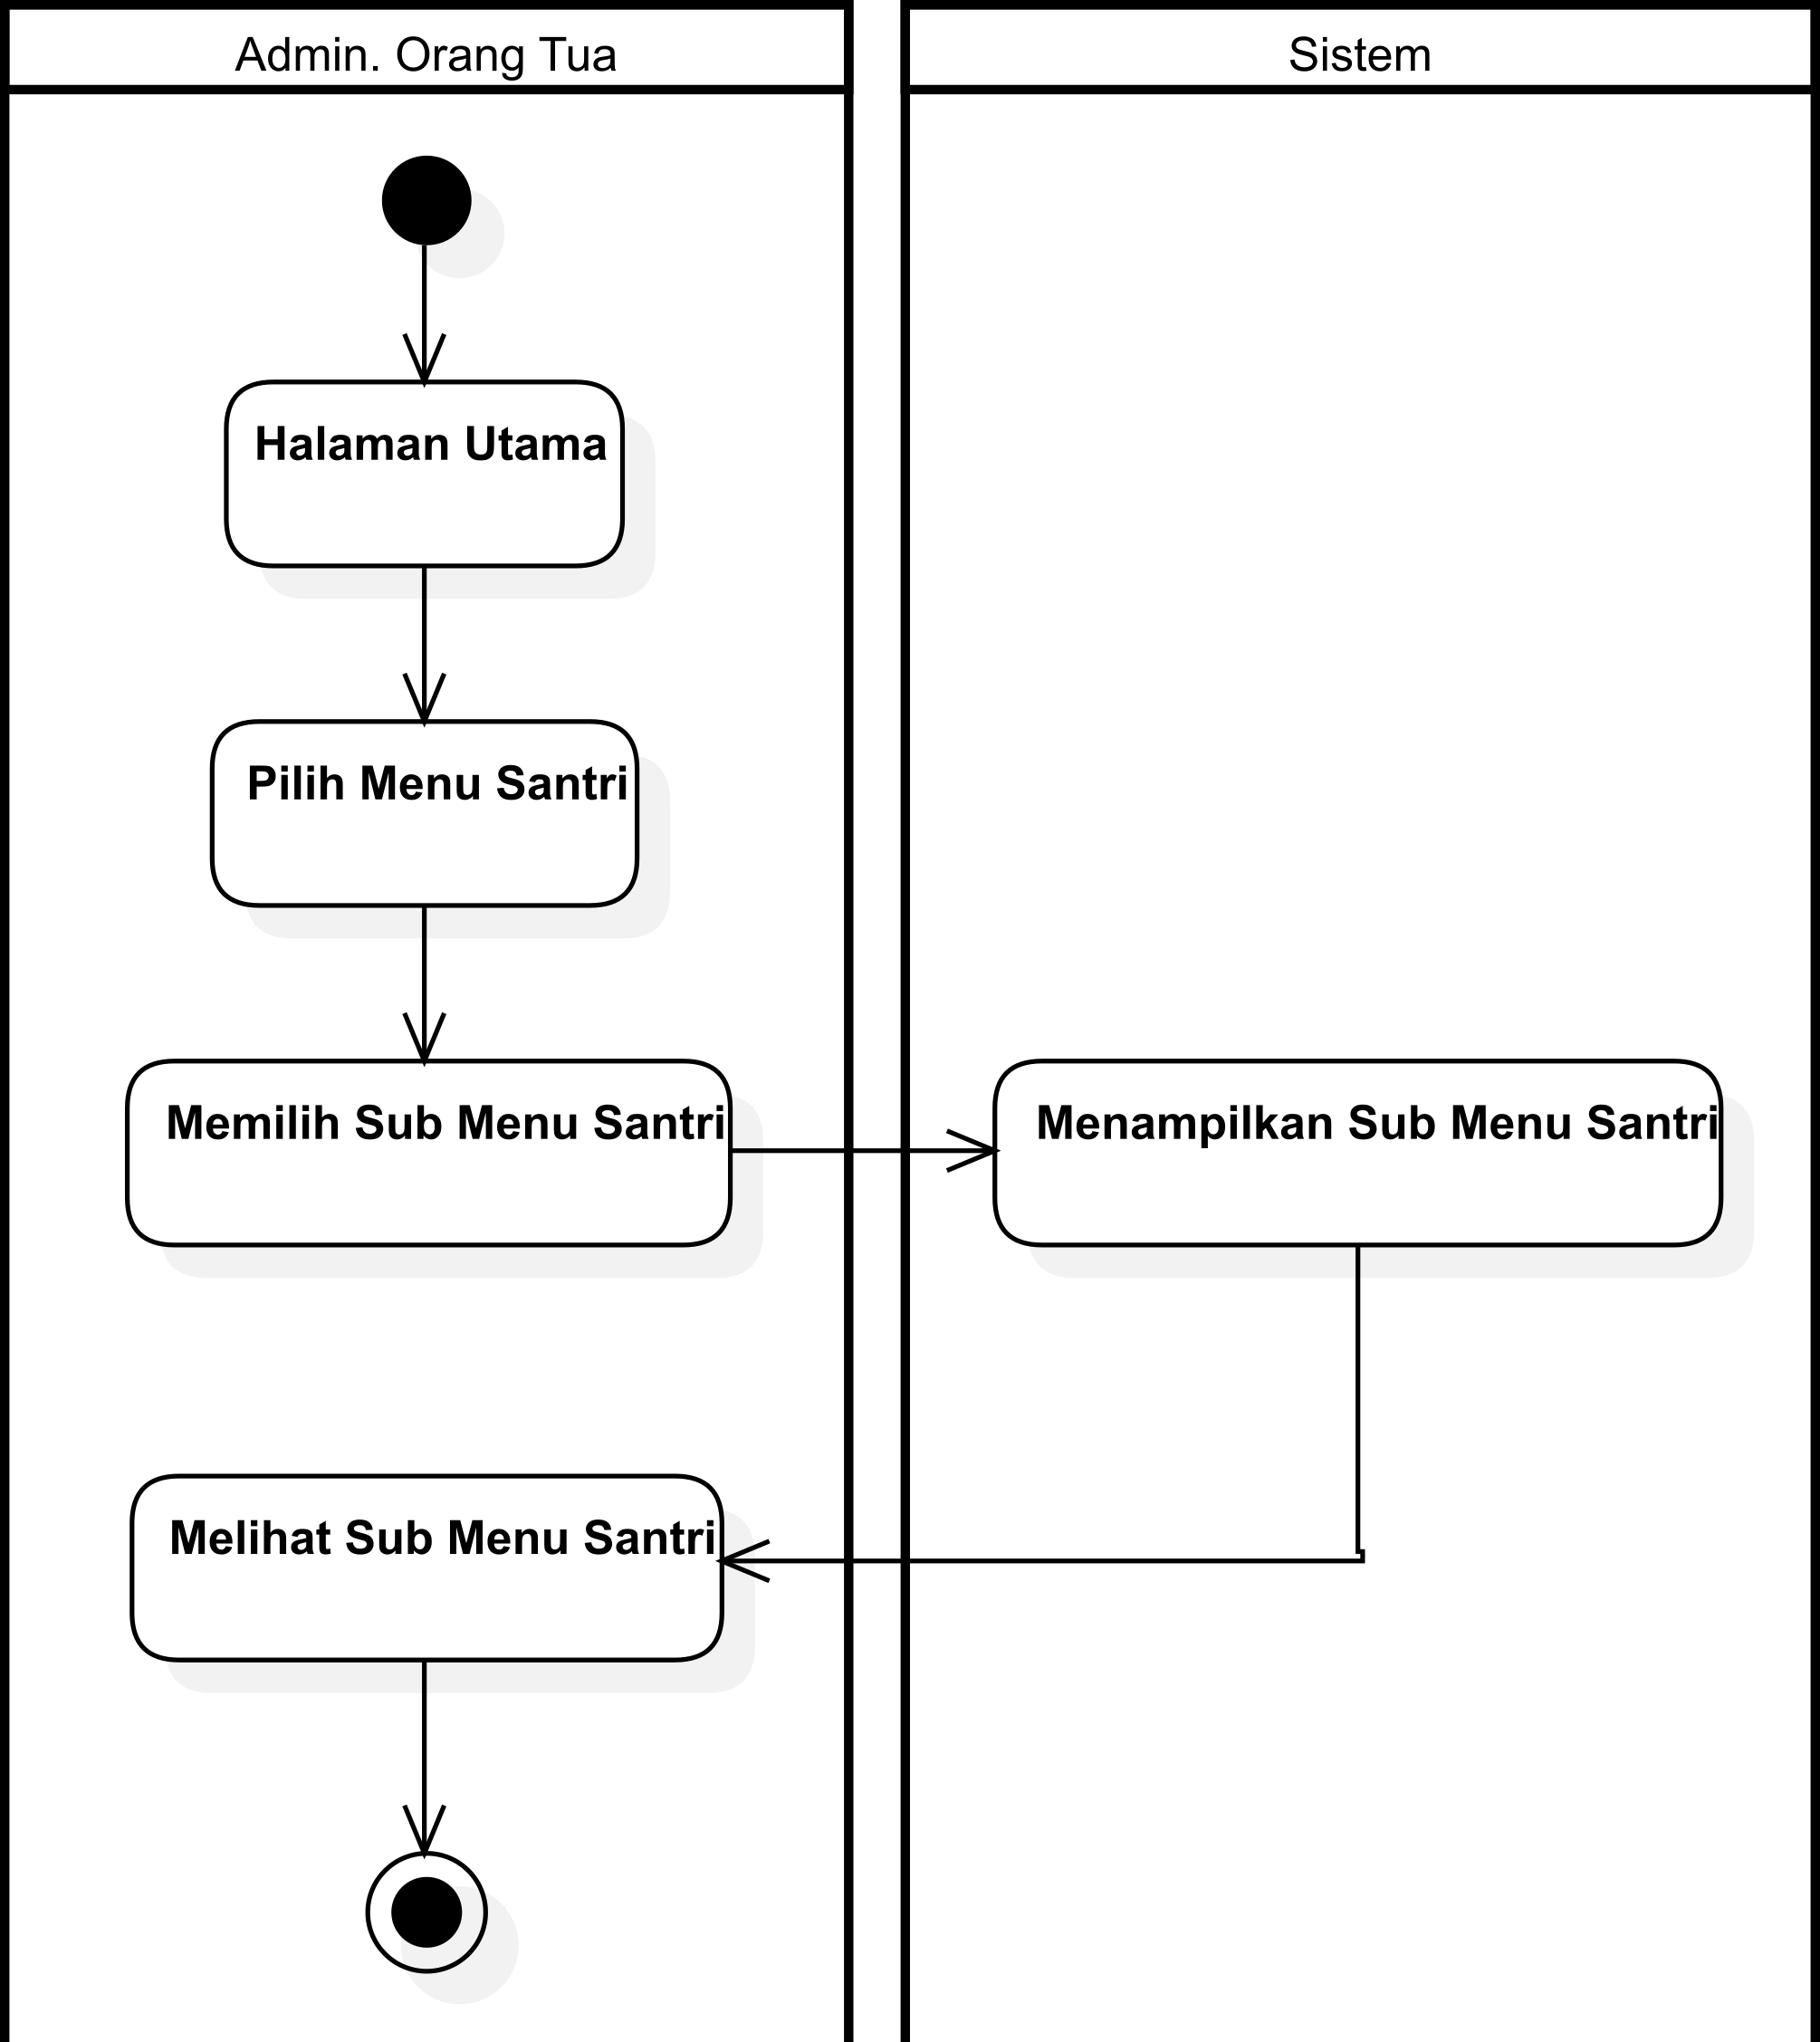 Admin. Orang Tua
Sistem
Halaman Utama
Pilih Menu Santri
Memilih Sub Menu Santri
Menampilkan Sub Menu Santri
Melihat Sub Menu Santri